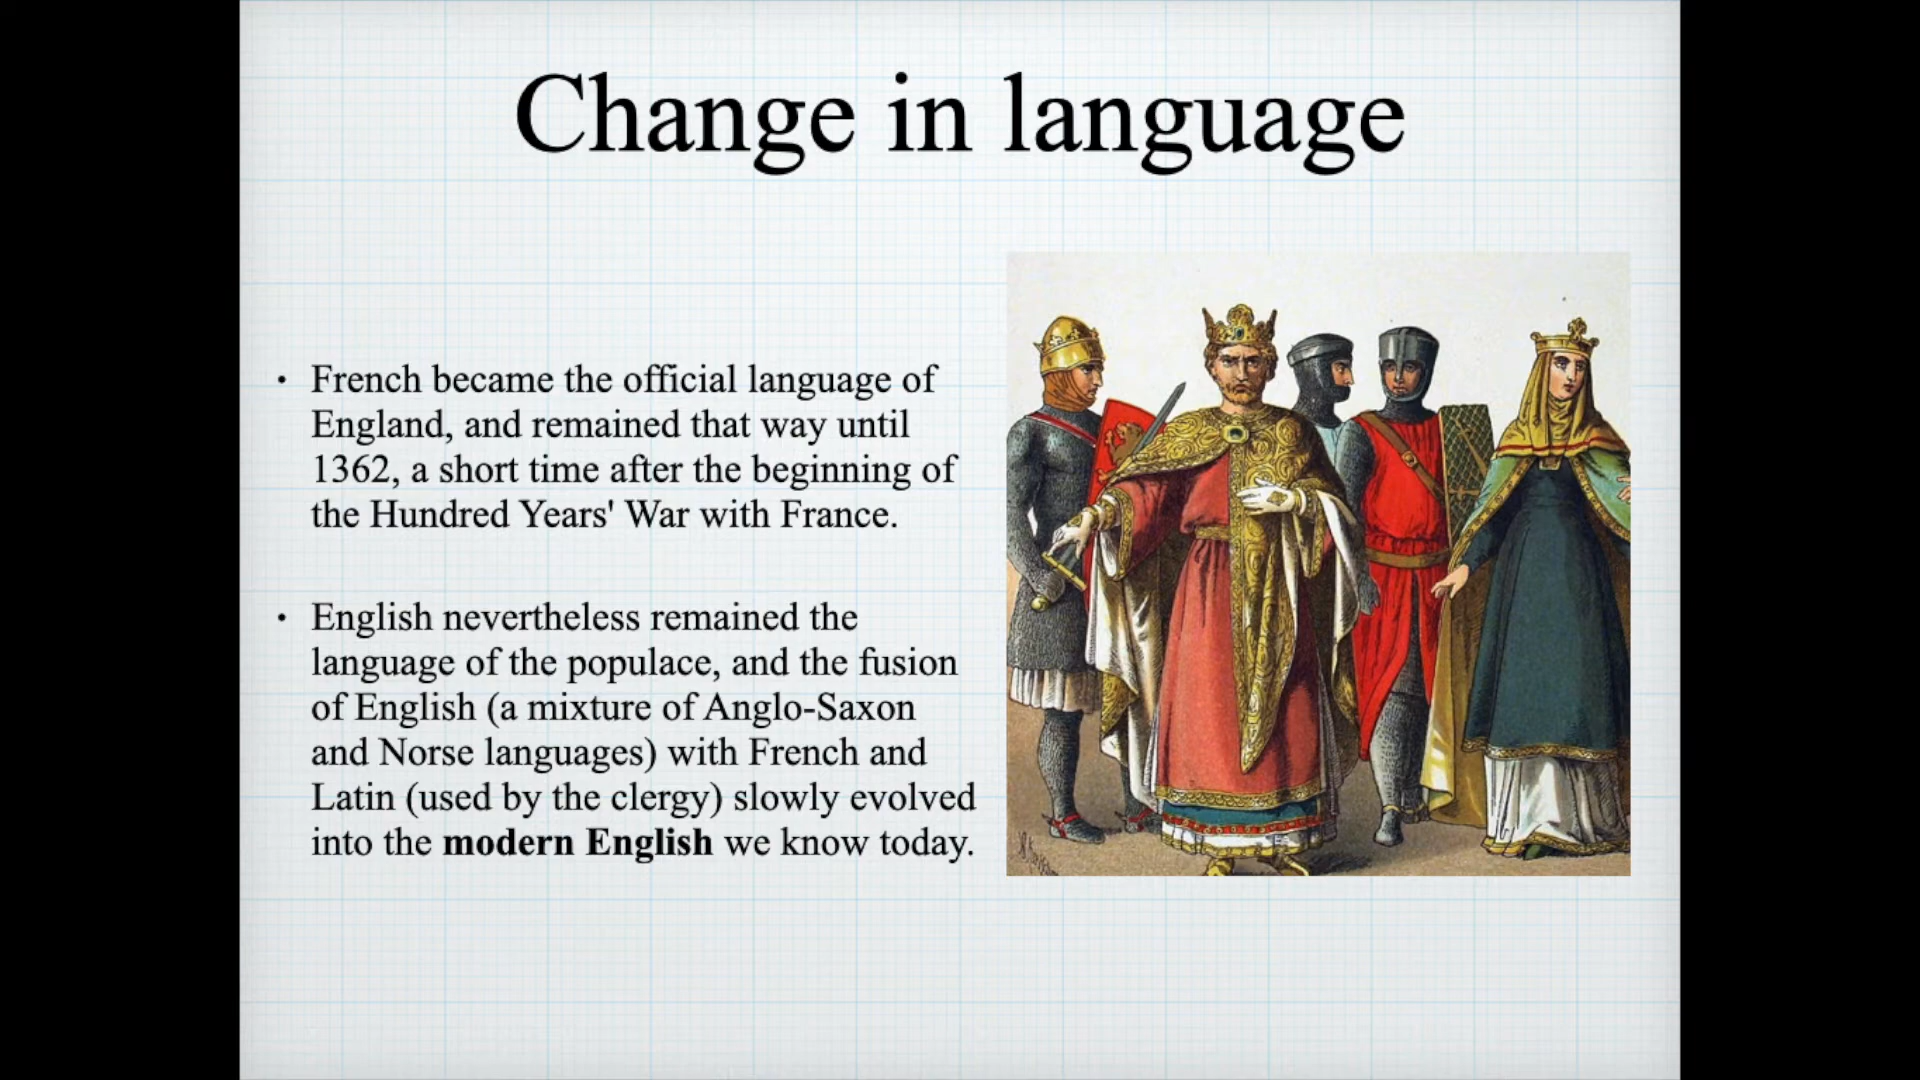 Change in language
• French became the official language of
England, and remained that way until
1362, a short time after the beginning of
the Hundred Years' War with France.
• English nevertheless remained the
language of the populace, and the fusion
of English (a mixture of Anglo-Saxon
and Norse languages) with French and
Latin (used by the clergy) slowly evolved
into the modern English we know today.